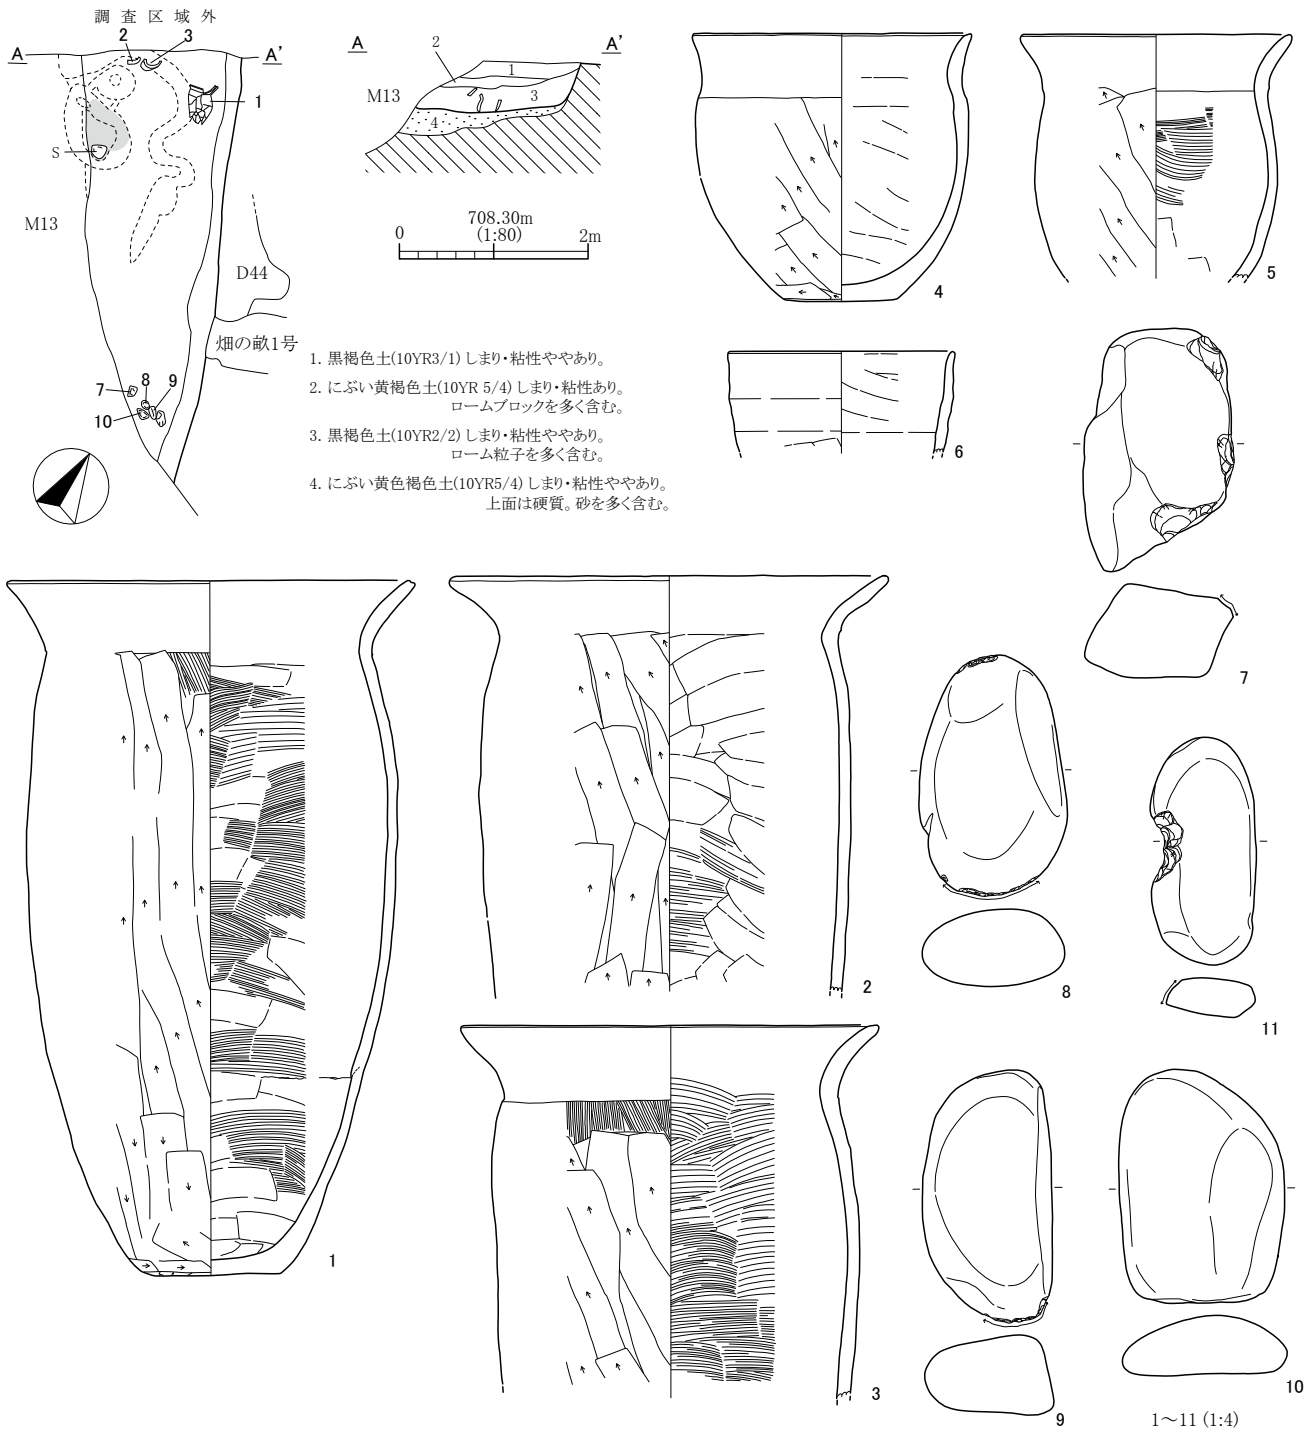 調査区域外
2 3
A A'
1
S
M13
D44
畑の畝1号
7 8 9
10
A 2 A'
1
M13 3
4
708.30m
0 (1:80) 2m
1. 黒褐色土(10YR3/1) しまり・粘性ややあり。
2. にぶい黄褐色土(10YR 5/4) しまり・粘性あり。
ロームブロックを多く含む。
3. 黒褐色土(10YR2/2) しまり・粘性ややあり。
ローム粒子を多く含む。
4. にぶい黄色褐色土(10YR5/4) しまり・粘性ややあり。
上面は硬質。砂を多く含む。
4
5
6
7
1
2
8
11
3
9
10
1～11 (1:4)